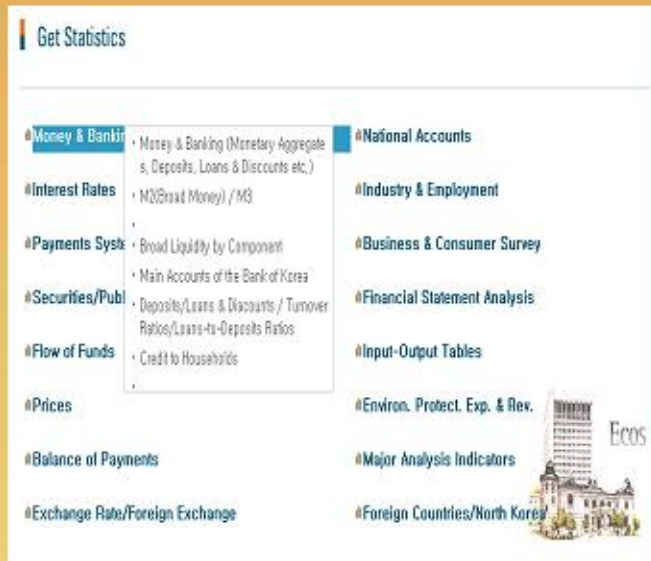 Get Statistics
Money & Bankin
National Accounts
· Money & Banking (Monetary Aggregate
s, Deposits, Loans & Discounts etc,)
· M2(Broad Money) / M3
·
· Broad Liquidity by Component
· Main Accounts of the Bank of Korea
· Deposits/Loans & Diacounts / Turnover
Ratios/Loans-to-Deposits Ratios
· Credit to Households
·
Interest Rates
Industry & Employment
Payments Syste
Business & Consumer Survey
Securities/Publ
Financial Statement Analysis
Flow of Funds
Input-Output Tables
Prices
Environ. Protect. Exp. & Rev.
Balance of Payments
Major Analysis Indicators
Exchange Rate/Foreign Exchange
Foreign Countries/North Korea
Ecos